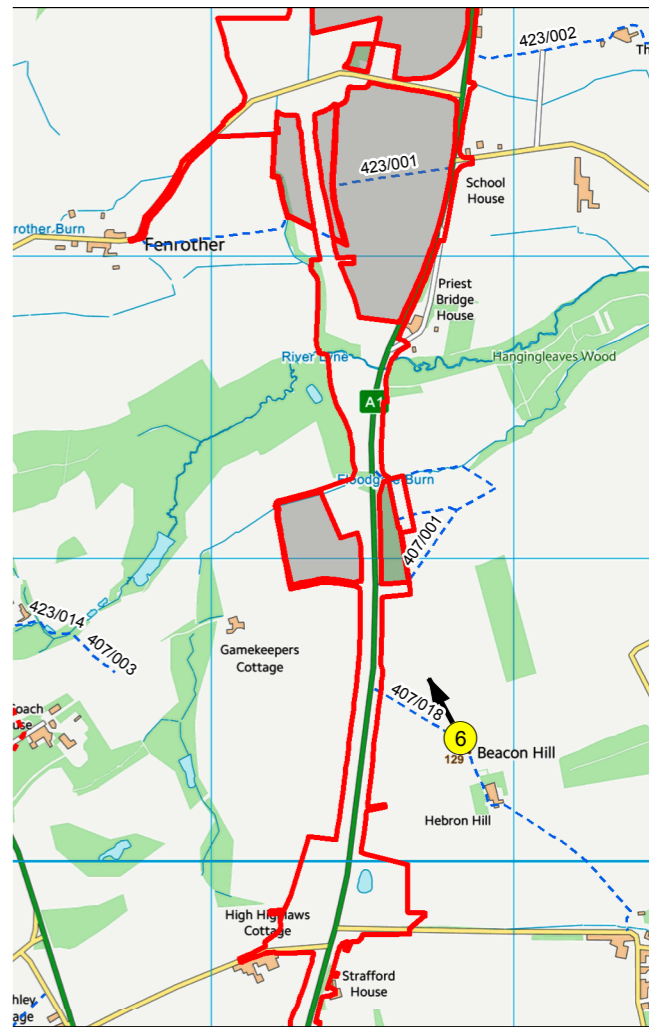 423/002
Th
423/001
School
House
rother Burn
Fenrother
Priest
Bridge
House
River Lyne
Hangingleaves Wood
A1
Floodgate Burn
407/001
423/014
407/003
Gamekeepers
Cottage
oach
use
407/018
6
Beacon Hill
129
Hebron Hill
High Highlaws
Cottage
Strafford
House
hley
age